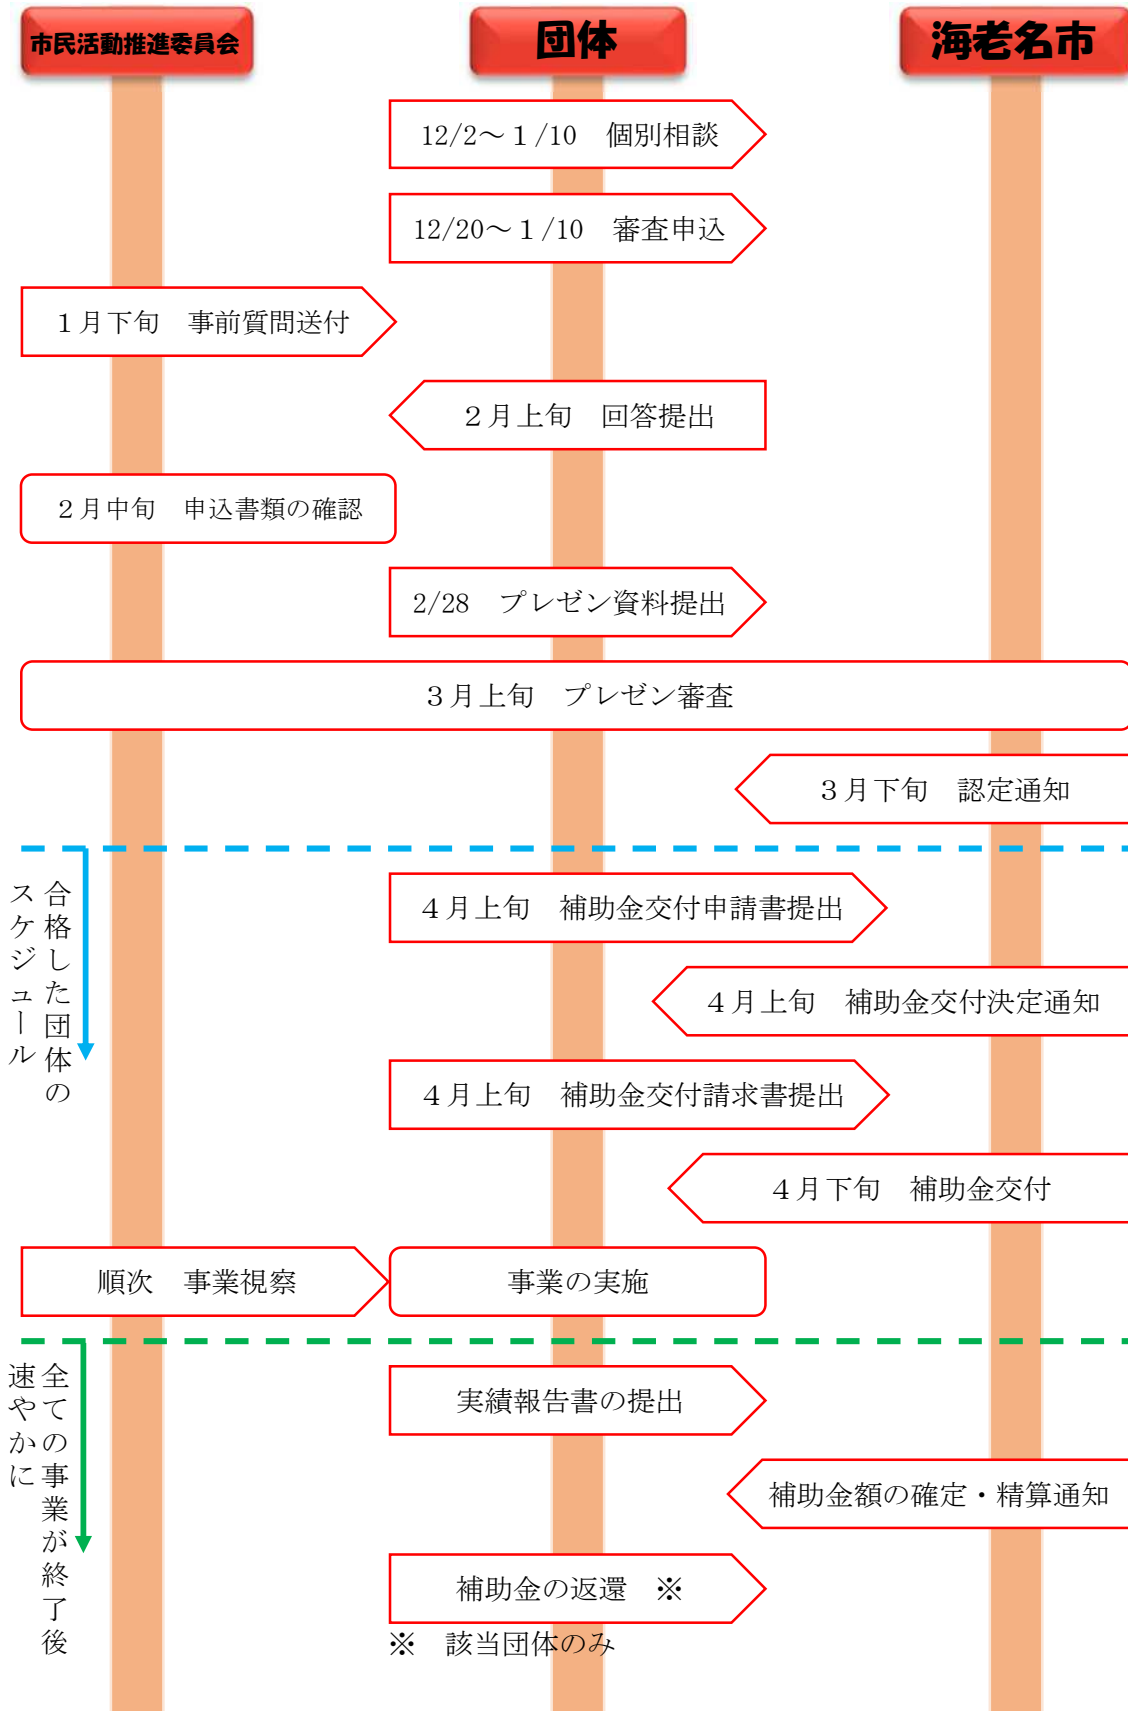 市民活動推進委員会
団体
海老名市
12/2～１/10　個別相談
12/20～１/10　審査申込
１月下旬　事前質問送付
２月上旬　回答提出
２月中旬　申込書類の確認
2/28　プレゼン資料提出
３月上旬　プレゼン審査
３月下旬　認定通知
合格した団体の
スケジュール
４月上旬　補助金交付申請書提出
４月上旬　補助金交付決定通知
４月上旬　補助金交付請求書提出
４月下旬　補助金交付
順次　事業視察
事業の実施
全ての事業が終了後
速やかに
実績報告書の提出
補助金額の確定・精算通知
補助金の返還　※
※　該当団体のみ